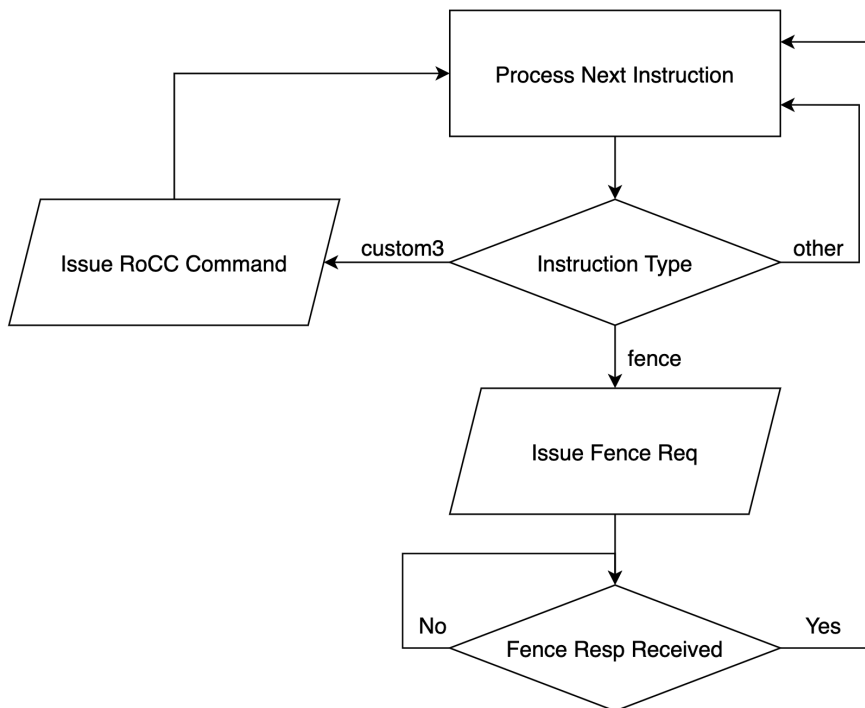 Process Next Instruction
Issue RoCC Command
custom3
Instruction Type
other
fence
Issue Fence Req
No
Fence Resp Received
Yes